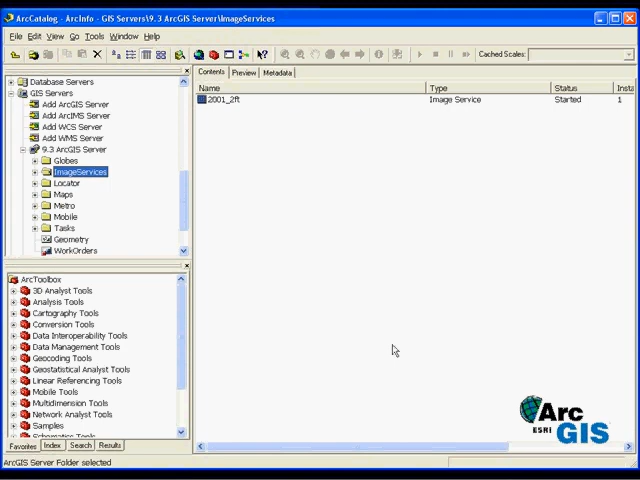 ArcCatalog - ArcInfo - GIS Servers\9.3 ArcGIS Server\ImageServices
File Edit View Go Tools Window Help
Cached Scales:
Contents Preview Metadata
Name Type Status Insta
2001_2ft Image Service Started 1
Database Servers
GIS Servers
Add ArcGIS Server
Add ArcIMS Server
Add WCS Server
Add WMS Server
9.3 ArcGIS Server
Globes
ImageServices
Locator
Maps
Metro
Mobile
Tasks
Geometry
WorkOrders
ArcToolbox
3D Analyst Tools
Analysis Tools
Cartography Tools
Conversion Tools
Data Interoperability Tools
Data Management Tools
Geocoding Tools
Geostatistical Analyst Tools
Linear Referencing Tools
Mobile Tools
Multidimension Tools
Network Analyst Tools
Samples
Schematics Tools
Favorites Index Search Results
ArcGIS Server Folder selected
Arc
ESRI GIS